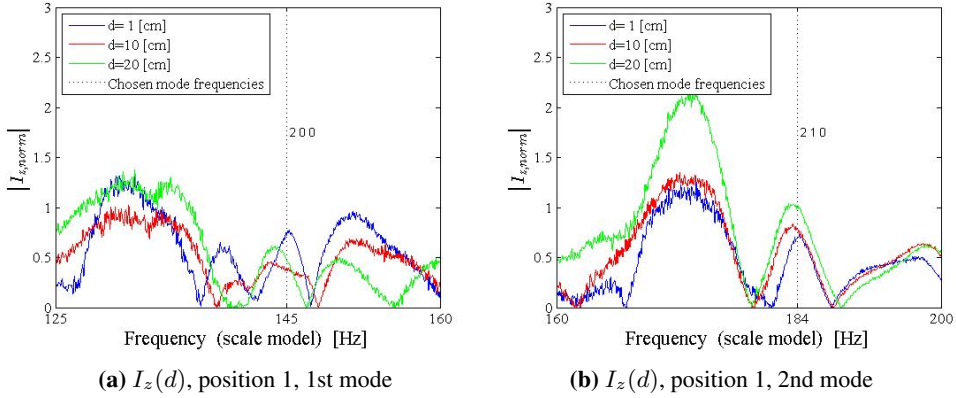 3
2.5
2
1.5
1
0.5
0
|I_{z,norm}|
d= 1 [cm]
d=10 [cm]
d=20 [cm]
Chosen mode frequencies
200
125 145 160
Frequency (scale model) [Hz]
(a) I_z(d), position 1, 1st mode
3
2.5
2
1.5
1
0.5
0
|I_{z,norm}|
d= 1 [cm]
d=10 [cm]
d=20 [cm]
Chosen mode frequencies
210
160 184 200
Frequency (scale model) [Hz]
(b) I_z(d), position 1, 2nd mode